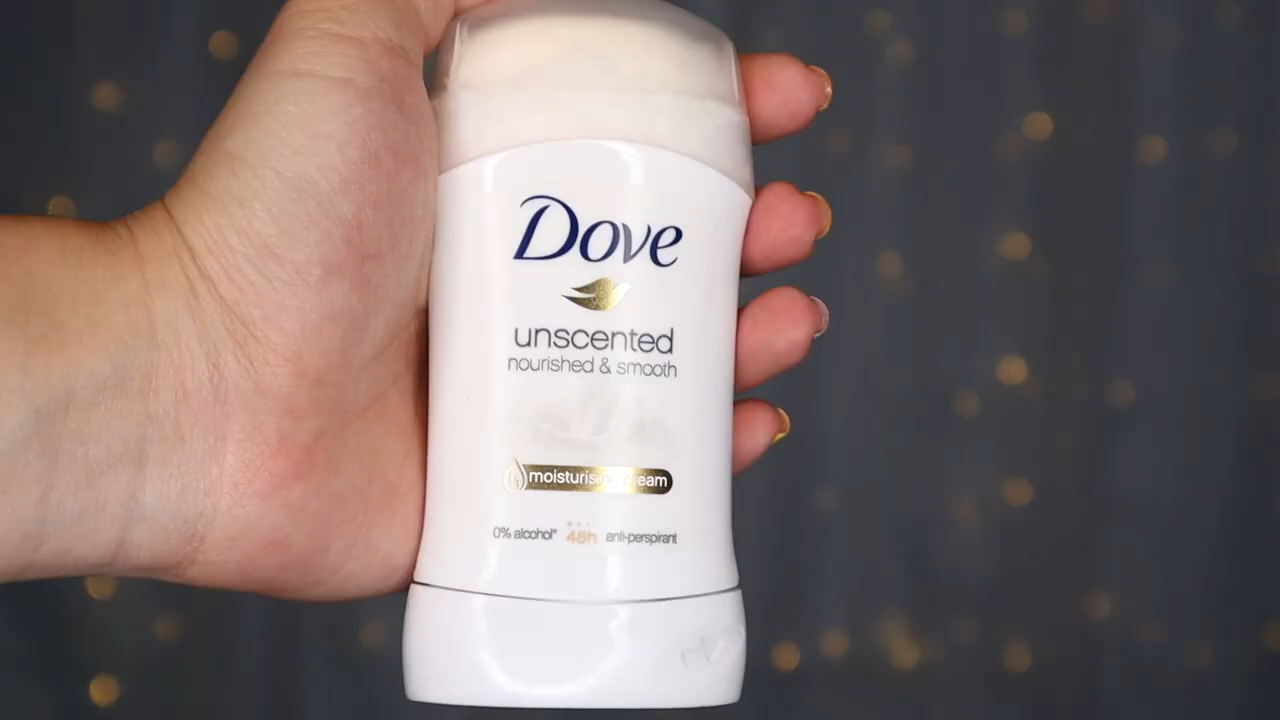 Dove
unscented
nourished & smooth
moisturising cream
0% alcohol* 48h anti-perspirant